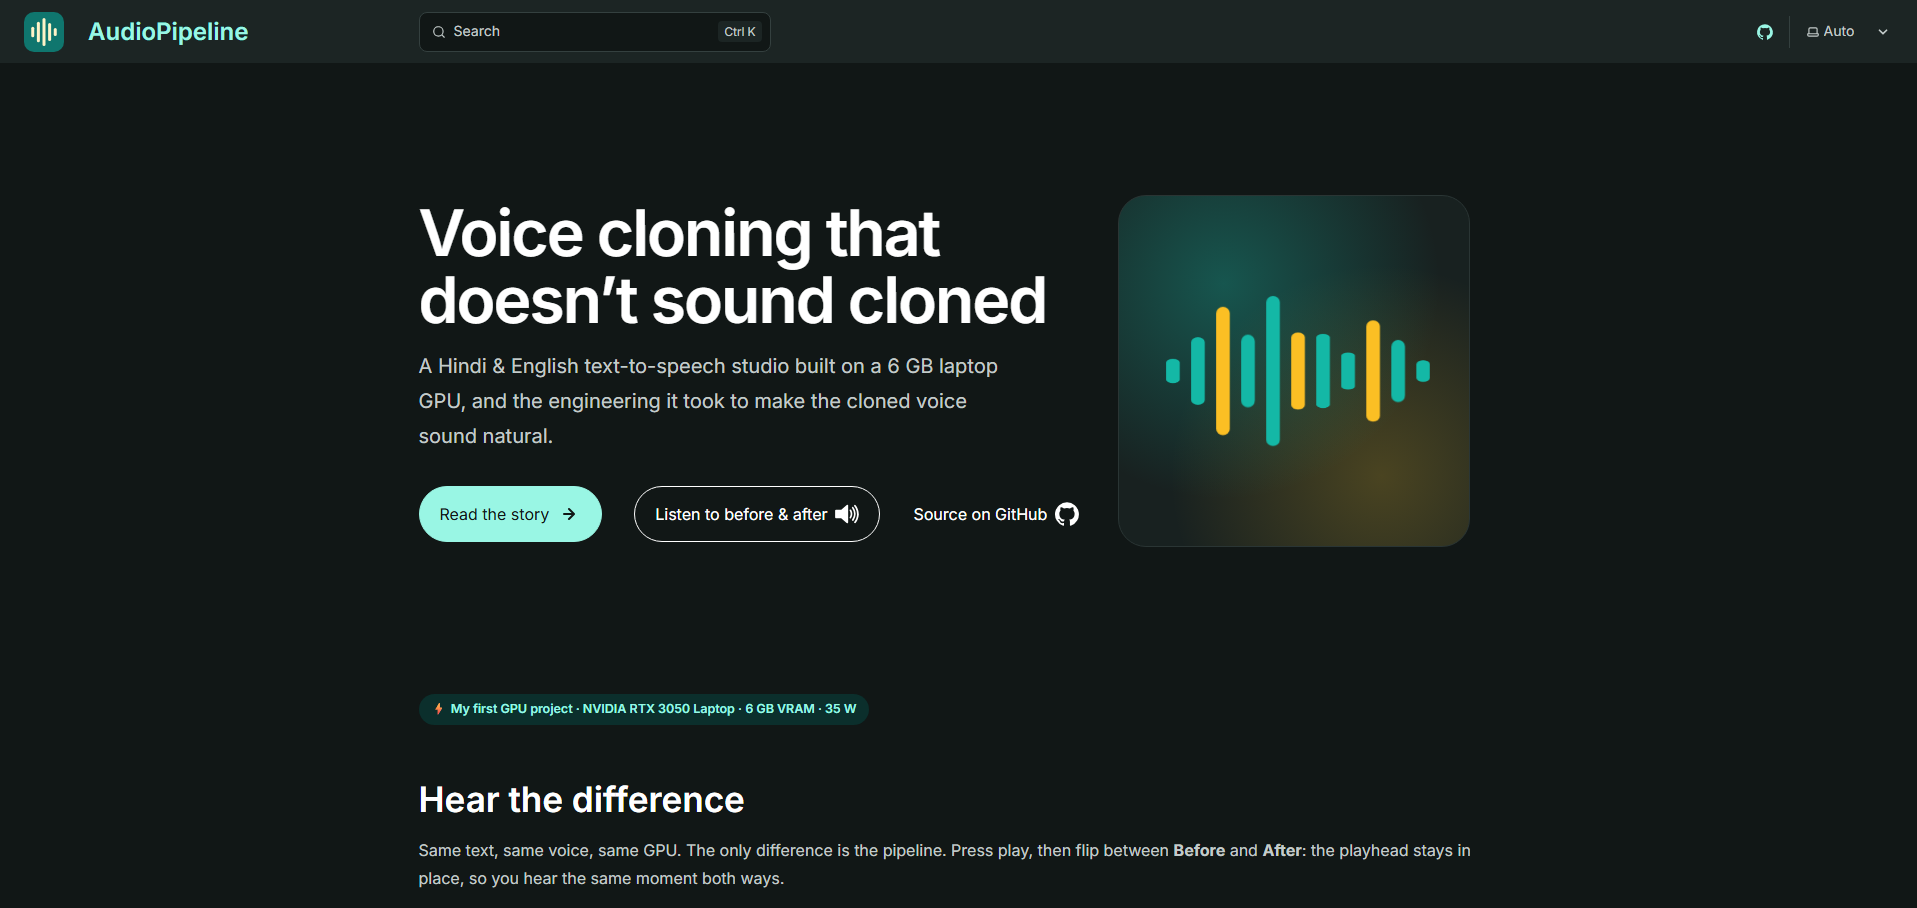 AudioPipeline
Search
Ctrl K
Auto
Voice cloning that
doesn’t sound cloned
A Hindi & English text-to-speech studio built on a 6 GB laptop
GPU, and the engineering it took to make the cloned voice
sound natural.
Read the story
Listen to before & after
Source on GitHub
My first GPU project · NVIDIA RTX 3050 Laptop · 6 GB VRAM · 35 W
Hear the difference
Same text, same voice, same GPU. The only difference is the pipeline. Press play, then flip between Before and After: the playhead stays in
place, so you hear the same moment both ways.